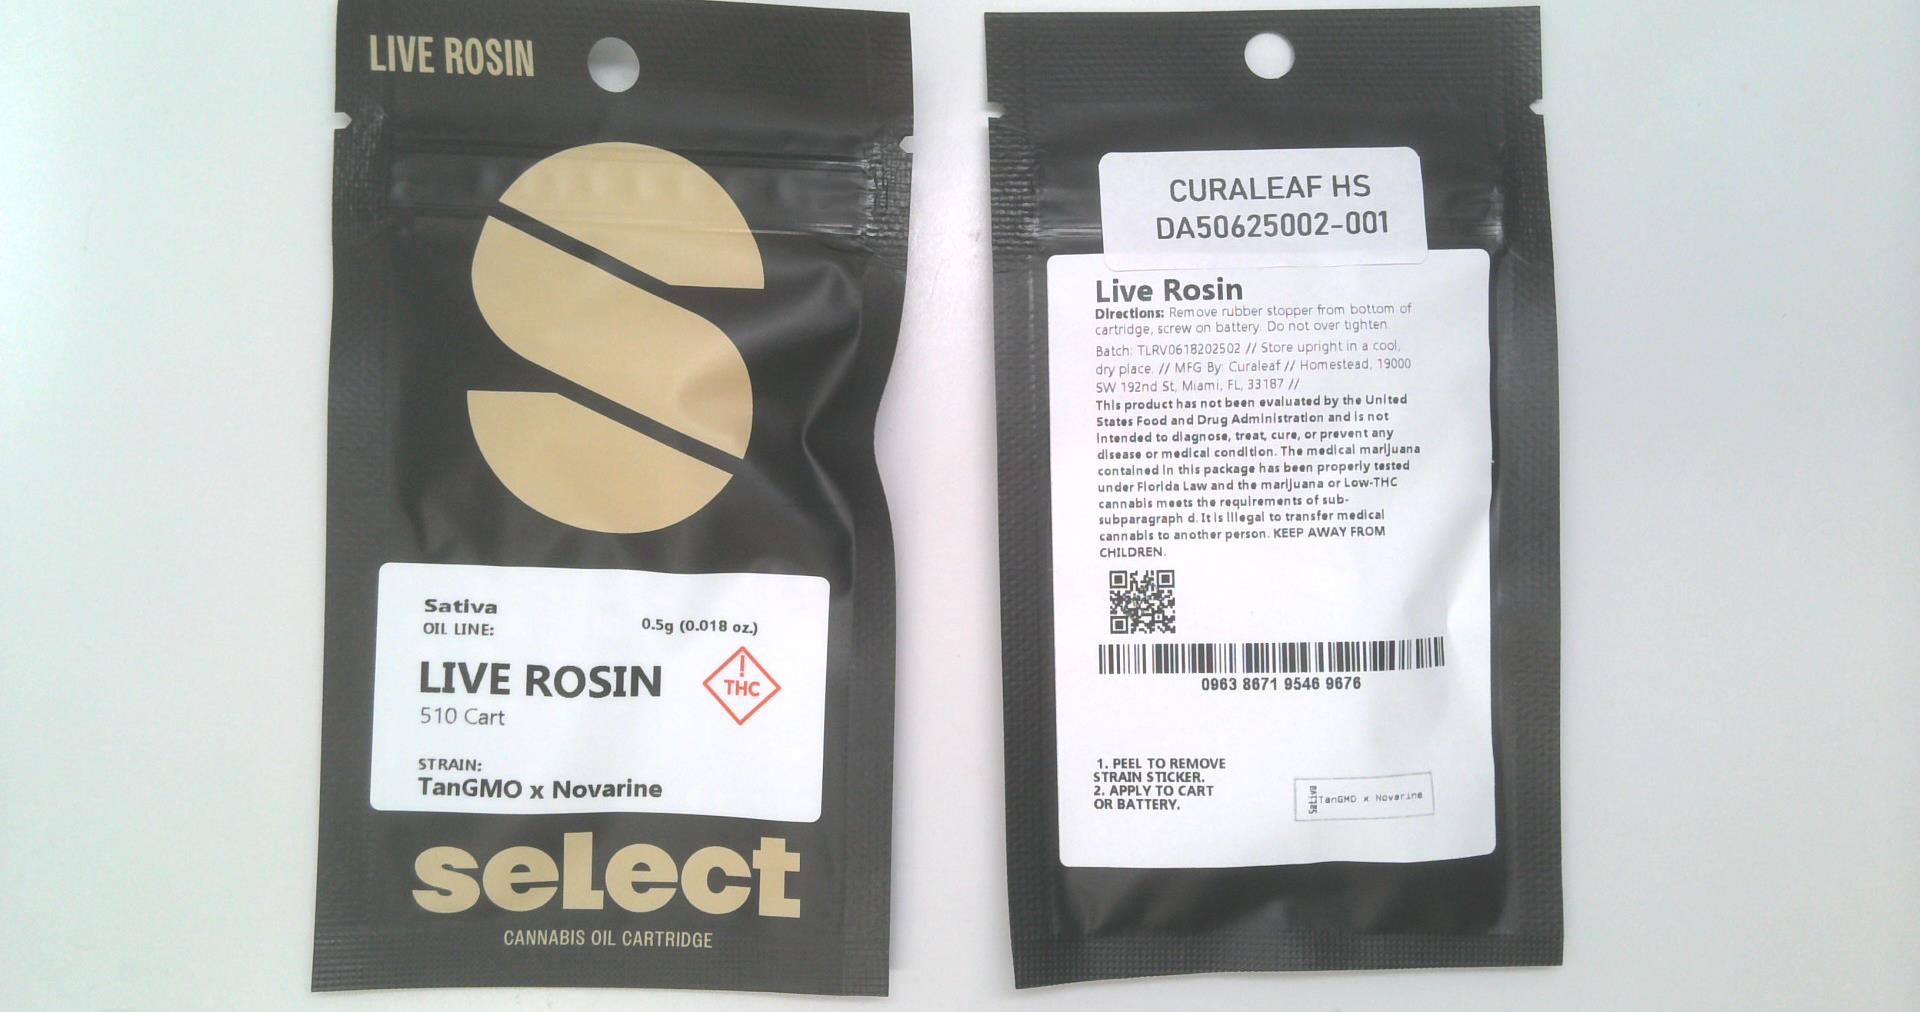 LIVE ROSIN
Sativa
OIL LINE:
0.5g (0.018 oz.)
LIVE ROSIN
510 Cart
!
THC
STRAIN:
TanGMO x Novarine
select
CANNABIS OIL CARTRIDGE
CURALEAF HS
DA50625002-001
Live Rosin
Directions: Remove rubber stopper from bottom of
cartridge, screw on battery. Do not over tighten.
Batch: TLRV0618202502 // Store upright in a cool,
dry place. // MFG By: Curaleaf // Homestead, 19000
SW 192nd St, Miami, FL, 33187 //
This product has not been evaluated by the United
States Food and Drug Administration and is not
intended to diagnose, treat, cure, or prevent any
disease or medical condition. The medical marijuana
contained in this package has been properly tested
under Florida Law and the marijuana or Low-THC
cannabis meets the requirements of sub-
subparagraph d. It is illegal to transfer medical
cannabis to another person. KEEP AWAY FROM
CHILDREN.
0963 8671 9546 9676
1. PEEL TO REMOVE
STRAIN STICKER.
2. APPLY TO CART
OR BATTERY.
Sativa
TanGMO x Novarine